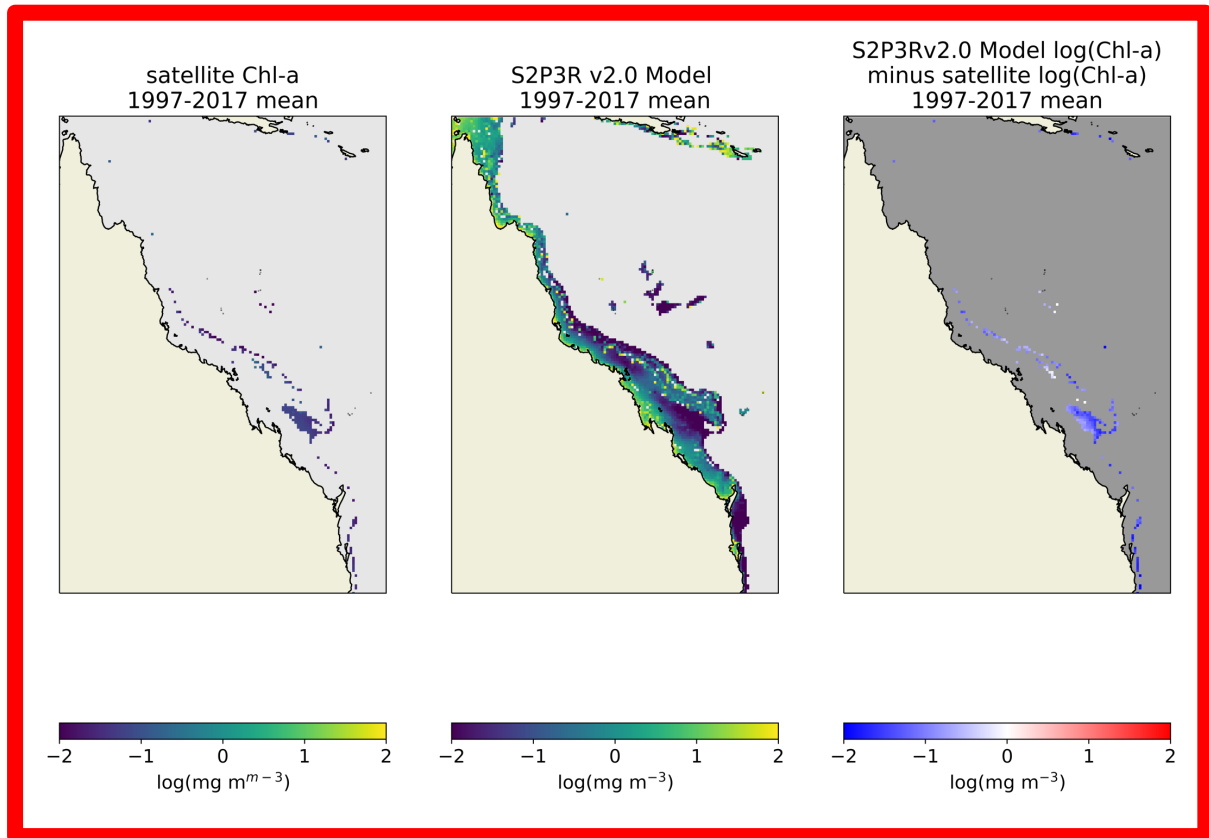 satellite Chl-a
1997-2017 mean
S2P3R v2.0 Model
1997-2017 mean
S2P3Rv2.0 Model log(Chl-a)
minus satellite log(Chl-a)
1997-2017 mean
−2 −1 0 1 2
log(mg m^{m−3})
−2 −1 0 1 2
log(mg m^{−3})
−2 −1 0 1 2
log(mg m^{−3})